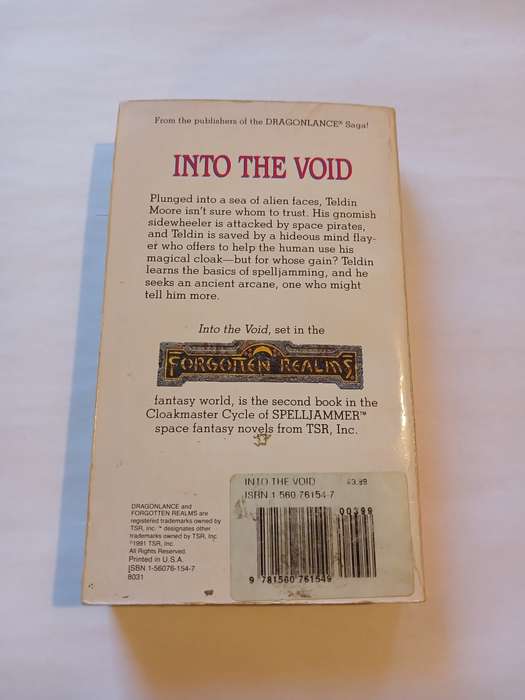 From the publishers of the DRAGONLANCE® Saga!
INTO THE VOID
Plunged into a sea of alien faces, Teldin
Moore isn't sure whom to trust. His gnomish
sidewheeler is attacked by space pirates,
and Teldin is saved by a hideous mind flay-
er who offers to help the human use his
magical cloak—but for whose gain? Teldin
learns the basics of spelljamming, and he
seeks an ancient arcane, one who might
tell him more.
Into the Void, set in the
FORGOTTEN REALMS
fantasy world, is the second book in the
Cloakmaster Cycle of SPELLJAMMER™
space fantasy novels from TSR, Inc.
DRAGONLANCE and
FORGOTTEN REALMS are
registered trademarks owned by
TSR, Inc. ™ designates other
trademarks owned by TSR, Inc.
©1991 TSR, Inc.
All Rights Reserved.
Printed in U.S.A.
ISBN 1-56076-154-7
8031
INTO THE VOID £3.99
ISBN 1 560 76154 7
00399
9 781560 761549